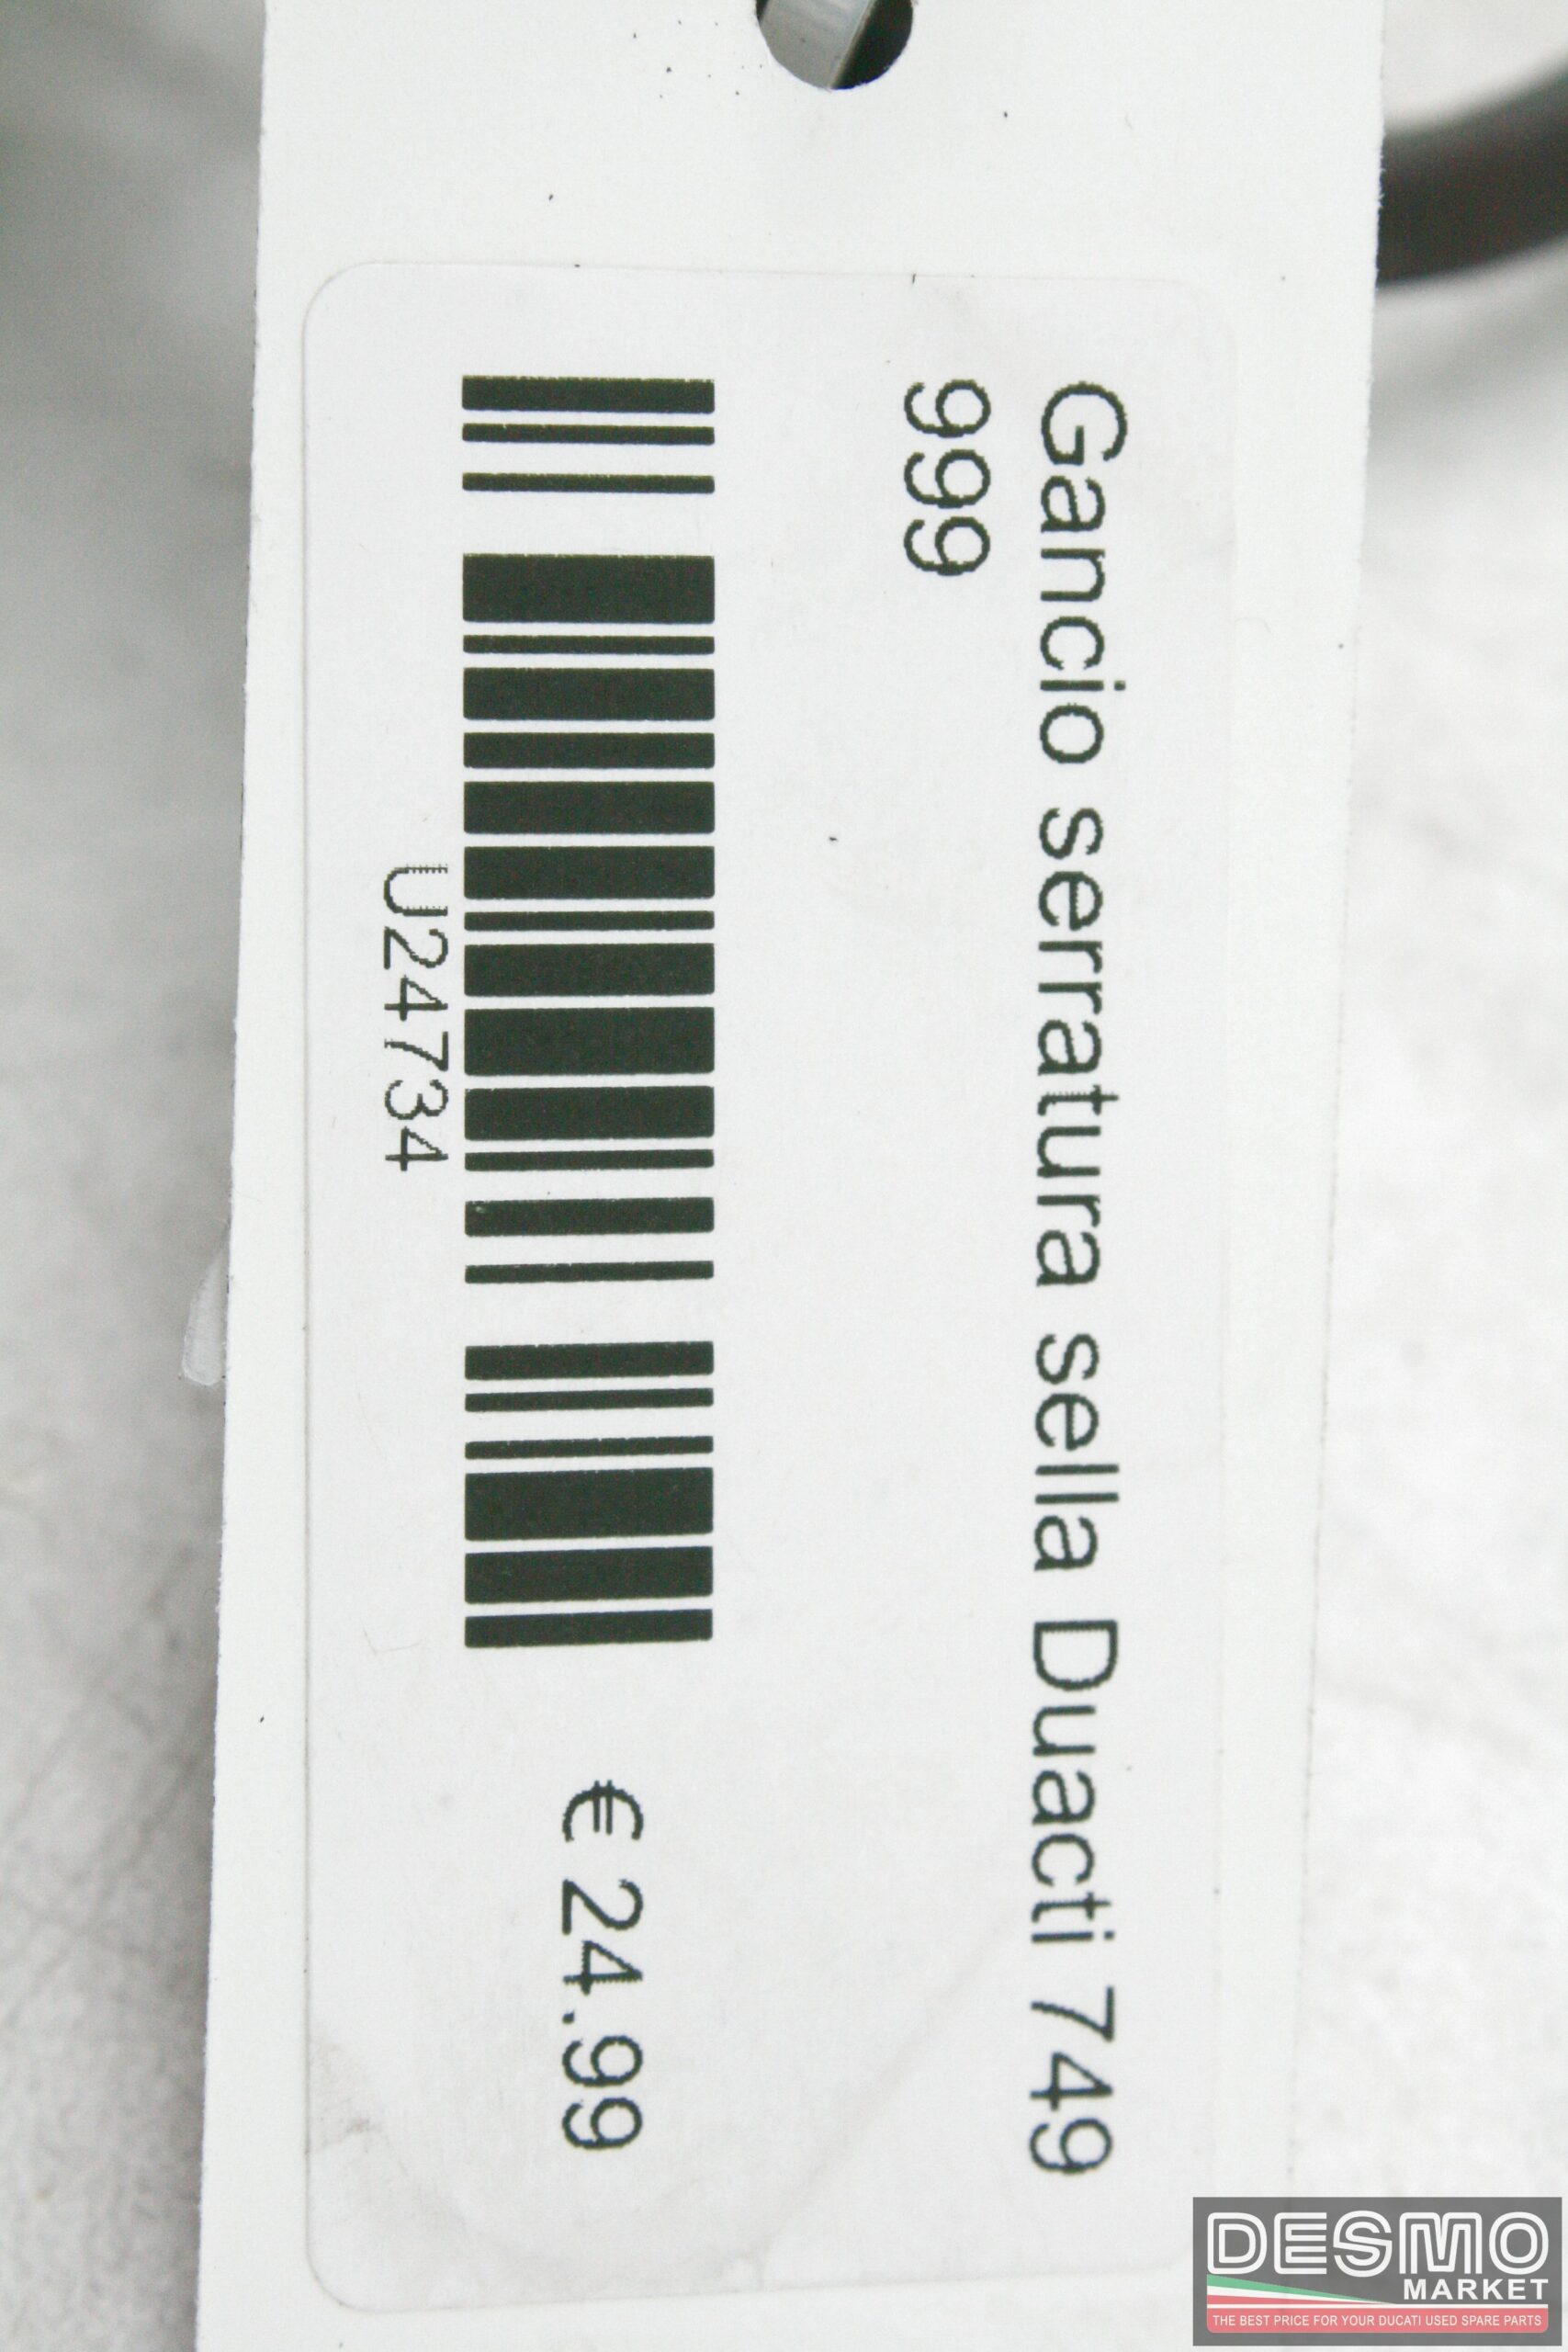 Gancio serratura sella Duacti 749
999
U24734
€ 24.99
DESMO
MARKET
THE BEST PRICE FOR YOUR DUCATI USED SPARE PARTS